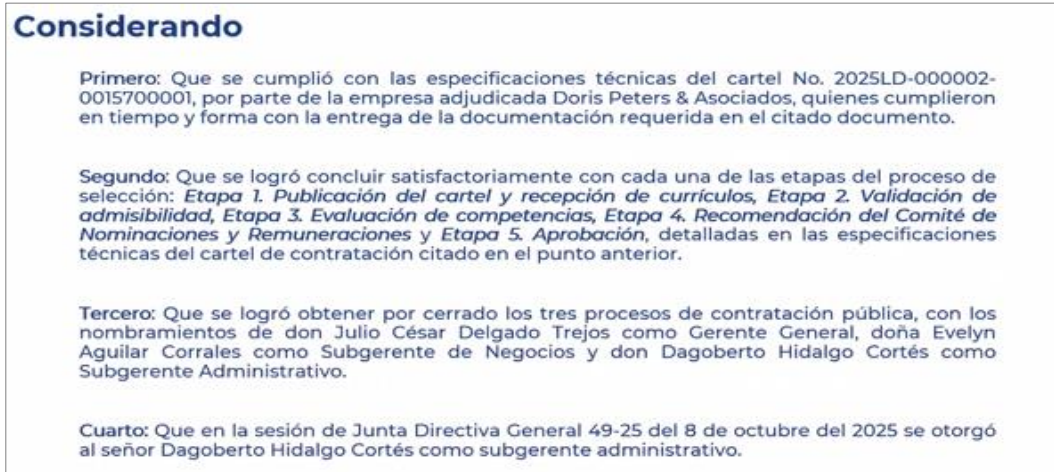 Considerando
Primero: Que se cumplió con las especificaciones técnicas del cartel No. 2025LD-000002-
0015700001, por parte de la empresa adjudicada Doris Peters & Asociados, quienes cumplieron
en tiempo y forma con la entrega de la documentación requerida en el citado documento.
Segundo: Que se logró concluir satisfactoriamente con cada una de las etapas del proceso de
selección: Etapa 1. Publicación del cartel y recepción de currículos, Etapa 2. Validación de
admisibilidad, Etapa 3. Evaluación de competencias, Etapa 4. Recomendación del Comité de
Nominaciones y Remuneraciones y Etapa 5. Aprobación, detalladas en las especificaciones
técnicas del cartel de contratación citado en el punto anterior.
Tercero: Que se logró obtener por cerrado los tres procesos de contratación pública, con los
nombramientos de don Julio César Delgado Trejos como Gerente General, doña Evelyn
Aguilar Corrales como Subgerente de Negocios y don Dagoberto Hidalgo Cortés como
Subgerente Administrativo.
Cuarto: Que en la sesión de Junta Directiva General 49-25 del 8 de octubre del 2025 se otorgó
al señor Dagoberto Hidalgo Cortés como subgerente administrativo.